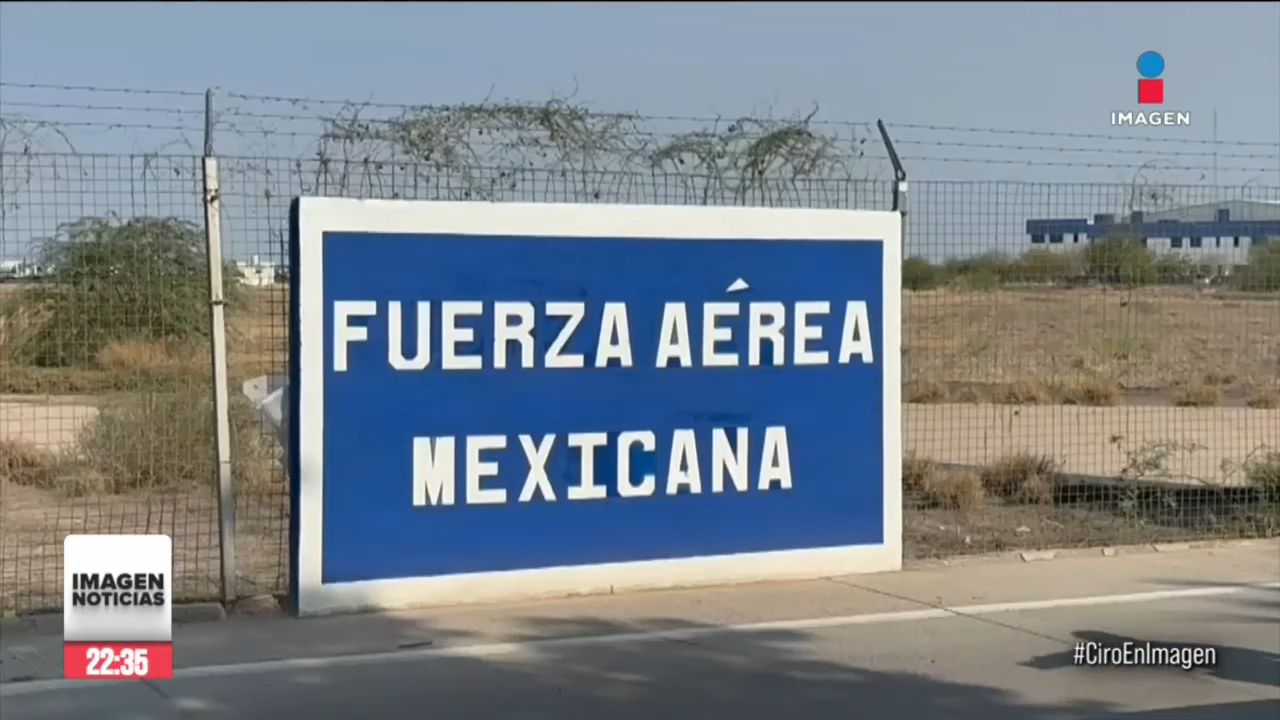 IMAGEN
FUERZA AÉREA
MEXICANA
IMAGEN
NOTICIAS
22:35
#CiroEnImagen